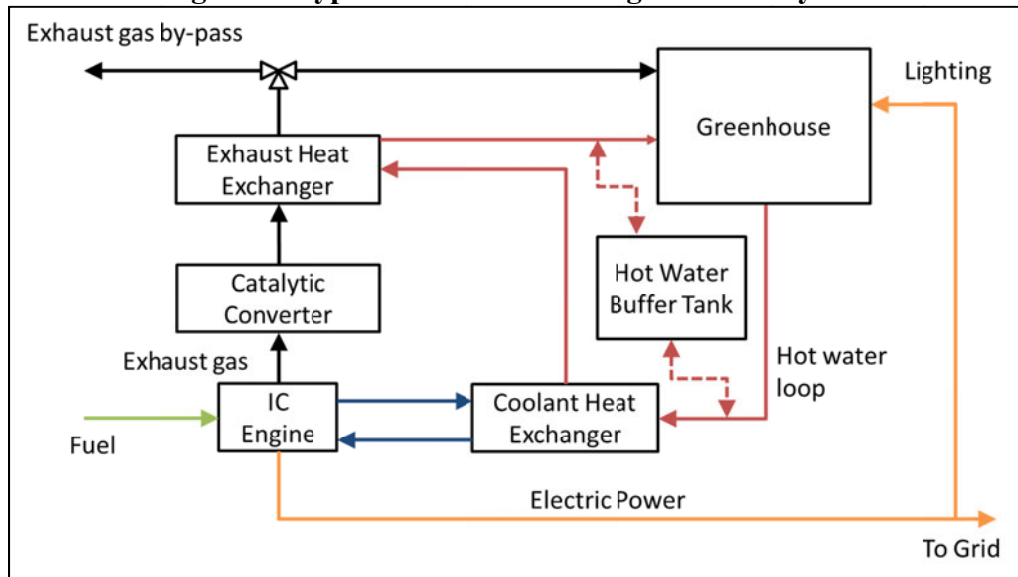 Exhaust gas by-pass
Lighting
Greenhouse
Exhaust Heat
Exchanger
Hot Water
Buffer Tank
Catalytic
Converter
Exhaust gas
Hot water
loop
IC
Engine
Coolant Heat
Exchanger
Fuel
Electric Power
To Grid